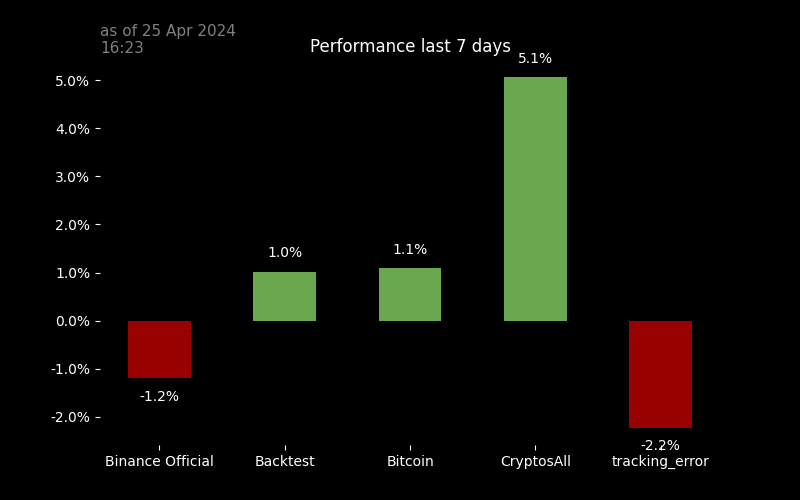 as of 25 Apr 2024
16:23
Performance last 7 days
5.1%
5.0%
4.0%
3.0%
2.0%
1.0%
0.0%
-1.0%
-2.0%
1.0%
1.1%
-1.2%
-2.2%
Binance Official
Backtest
Bitcoin
CryptosAll
tracking_error